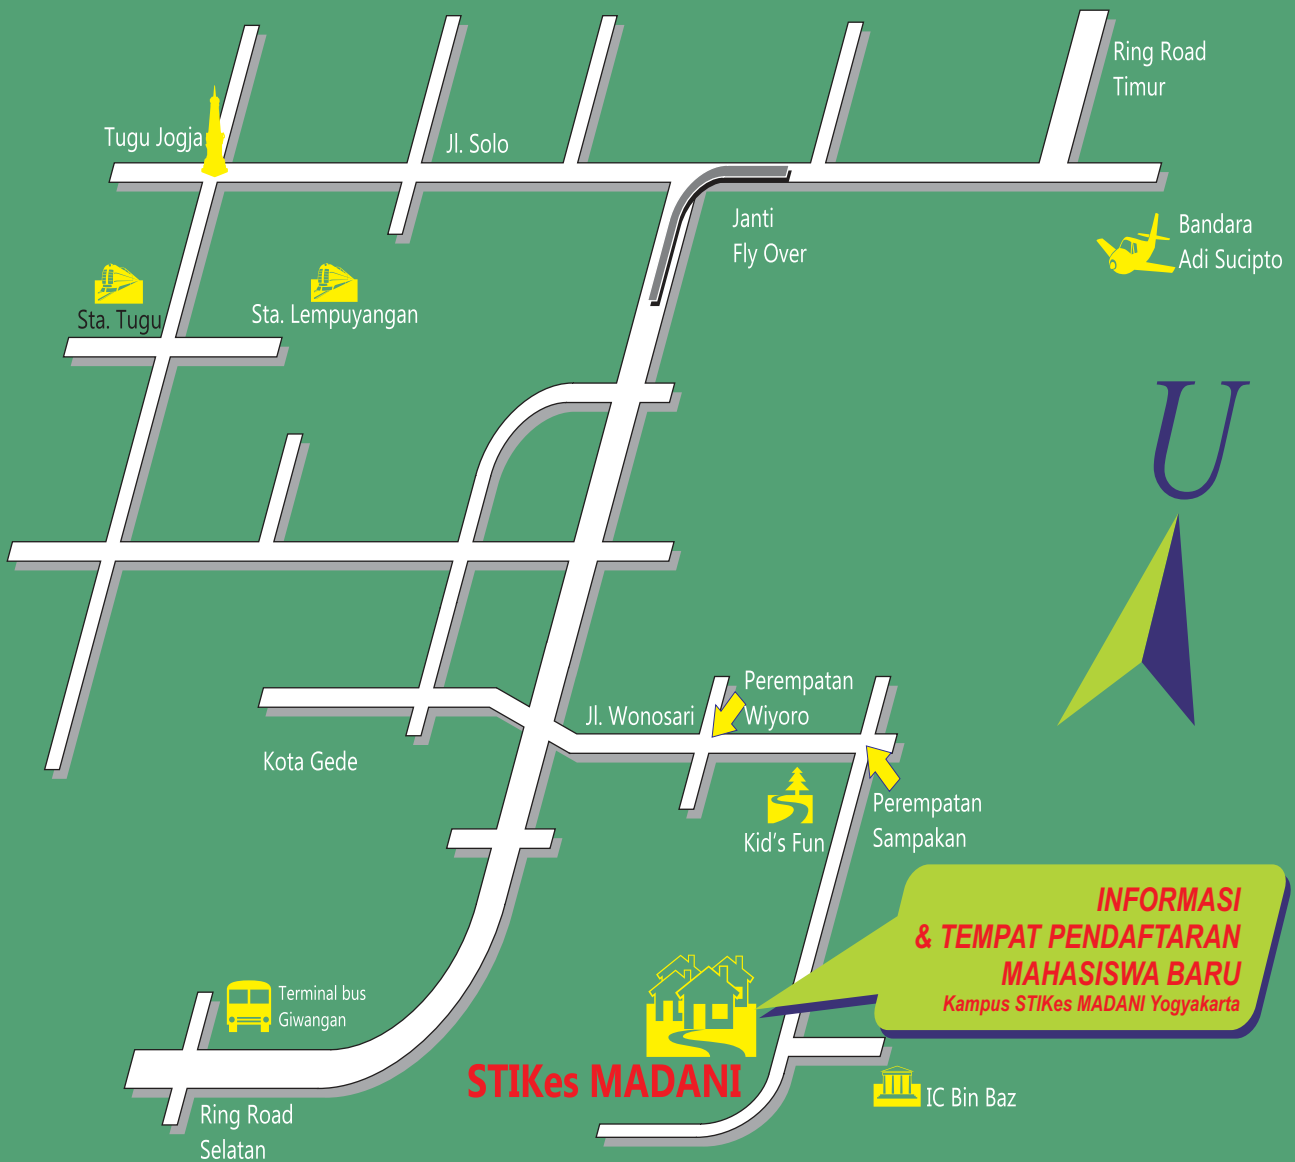 Ring Road
Timur
Tugu Jogja
Jl. Solo
Janti
Fly Over
Bandara
Adi Sucipto
Sta. Tugu
Sta. Lempuyangan
U
Perempatan
Wiyoro
Jl. Wonosari
Kota Gede
Perempatan
Sampakan
Kid's Fun
INFORMASI
& TEMPAT PENDAFTARAN
MAHASISWA BARU
Kampus STIKes MADANI Yogyakarta
Terminal bus
Giwangan
STIKes MADANI
IC Bin Baz
Ring Road
Selatan